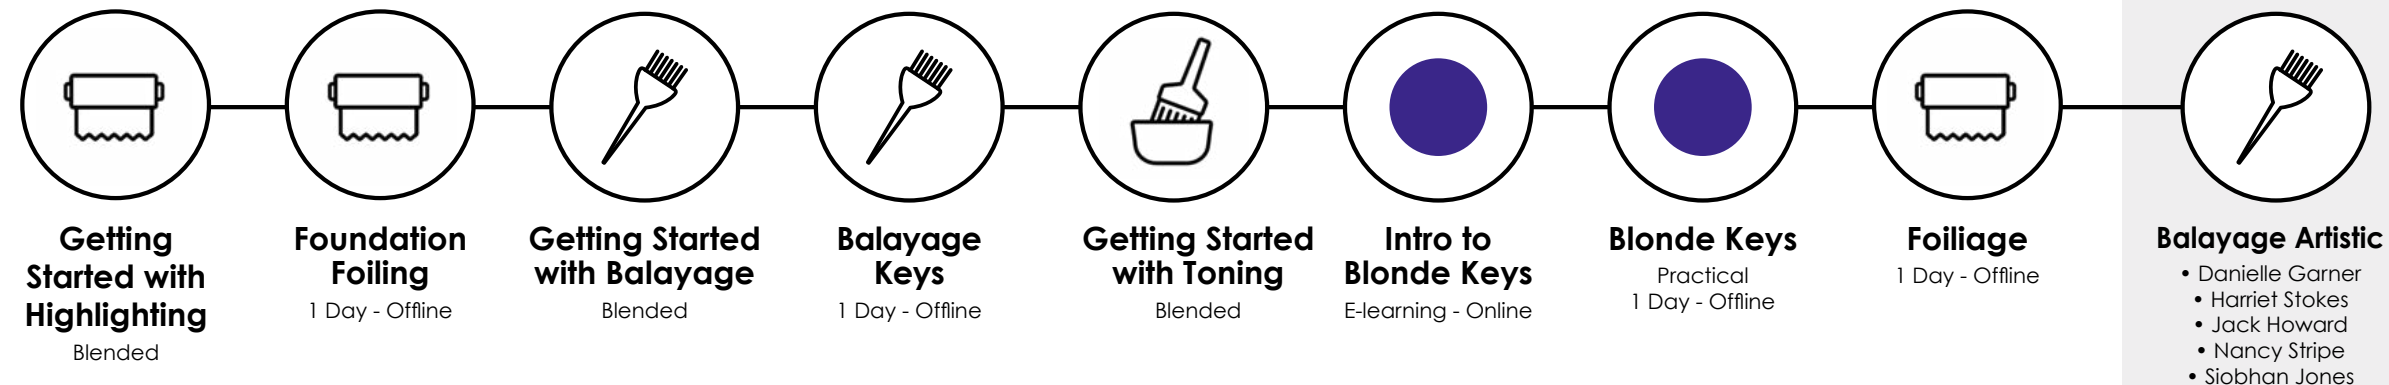 Getting
Started with
Highlighting
Blended
Foundation
Foiling
1 Day - Offline
Getting Started
with Balayage
Blended
Balayage
Keys
1 Day - Offline
Getting Started
with Toning
Blended
Intro to
Blonde Keys
E-learning - Online
Blonde Keys
Practical
1 Day - Offline
Foiliage
1 Day - Offline
Balayage Artistic
• Danielle Garner
• Harriet Stokes
• Jack Howard
• Nancy Stripe
• Siobhan Jones